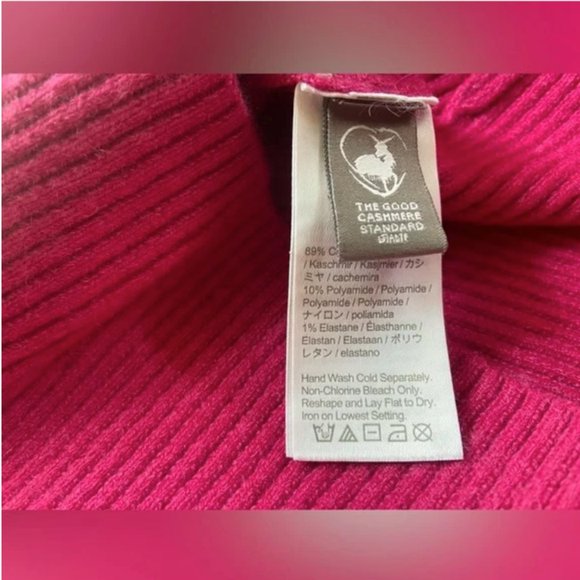 THE GOOD
CASHMERE
STANDARD
89% C
/ Kaschmir / Kasjmier / カシ
ミヤ / cachemira
10% Polyamide / Polyamide /
Polyamide / Polyamide /
ナイロン / poliamida
1% Elastane / Élasthanne /
Elastan / Elastaan / ポリウ
レタン / elastano
Hand Wash Cold Separately.
Non-Chlorine Bleach Only.
Reshape and Lay Flat to Dry.
Iron on Lowest Setting.